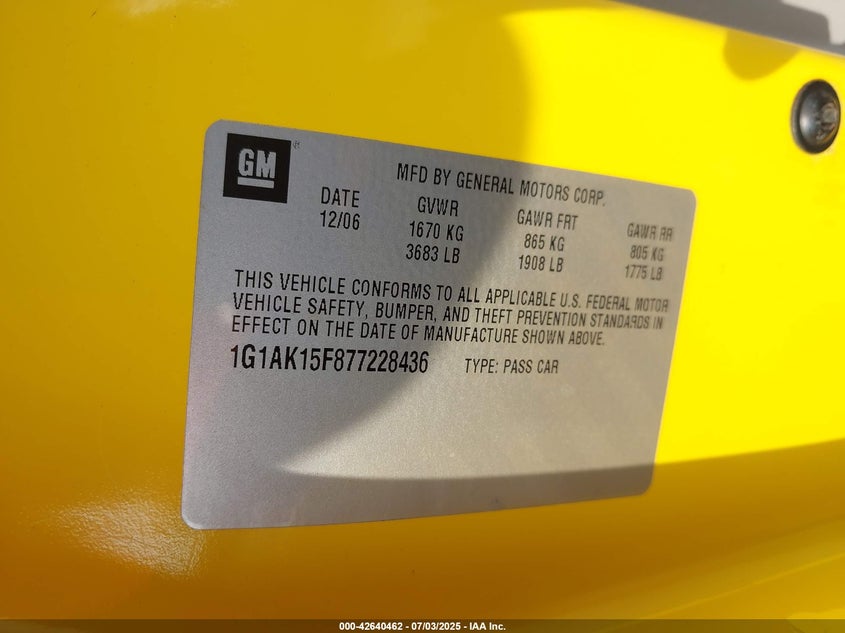 GM
MFD BY GENERAL MOTORS CORP.
DATE GVWR GAWR FRT GAWR RR
12/06 1670 KG 865 KG 805 KG
3683 LB 1908 LB 1775 LB
THIS VEHICLE CONFORMS TO ALL APPLICABLE U.S. FEDERAL MOTOR
VEHICLE SAFETY, BUMPER, AND THEFT PREVENTION STANDARDS IN
EFFECT ON THE DATE OF MANUFACTURE SHOWN ABOVE.
1G1AK15F877228436 TYPE: PASS CAR
000-42640462 - 07/03/2025 - IAA Inc.